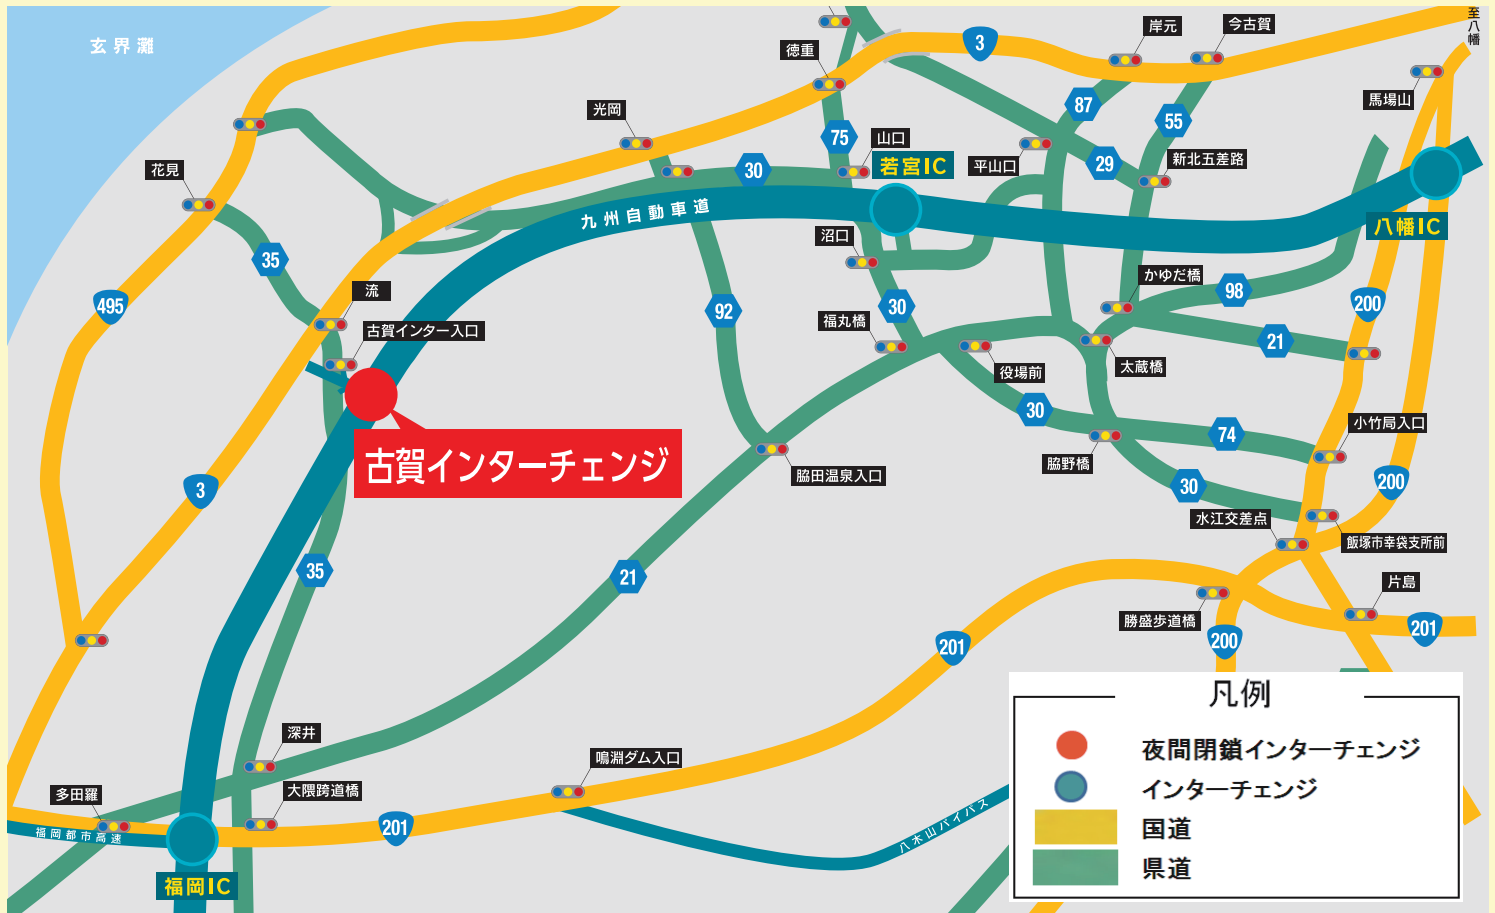 玄界灘
至八幡
岸元
今古賀
徳重
3
馬場山
光岡
87
55
75
山口
花見
30
若宮IC
平山口
29
新北五差路
九州自動車道
八幡IC
沼口
35
かゆだ橋
流
98
495
30
200
92
古賀インター入口
福丸橋
21
役場前
太蔵橋
30
74
小竹局入口
古賀インターチェンジ
脇野橋
脇田温泉入口
200
3
30
水江交差点
飯塚市幸袋支所前
35
21
片島
勝盛歩道橋
201
200
201
凡例
深井
夜間閉鎖インターチェンジ
鳴淵ダム入口
多田羅
大隈跨道橋
インターチェンジ
八木山バイパス
201
国道
福岡都市高速
県道
福岡IC